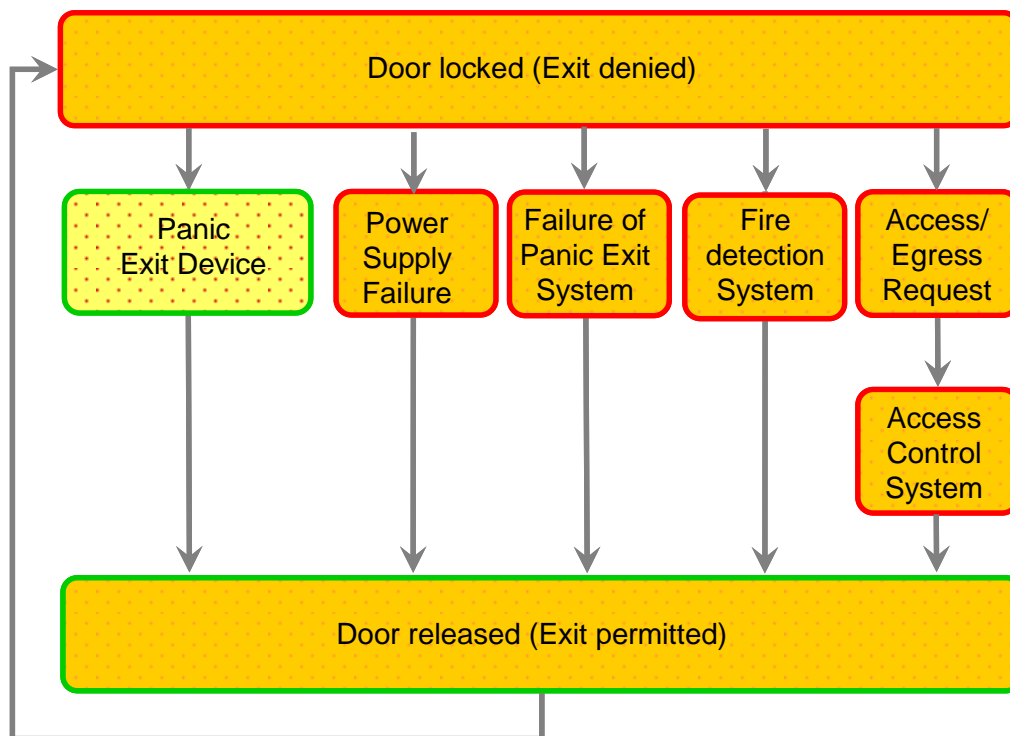 Door locked (Exit denied)
Panic
Exit Device
Power
Supply
Failure
Failure of
Panic Exit
System
Fire
detection
System
Access/
Egress
Request
Access
Control
System
Door released (Exit permitted)